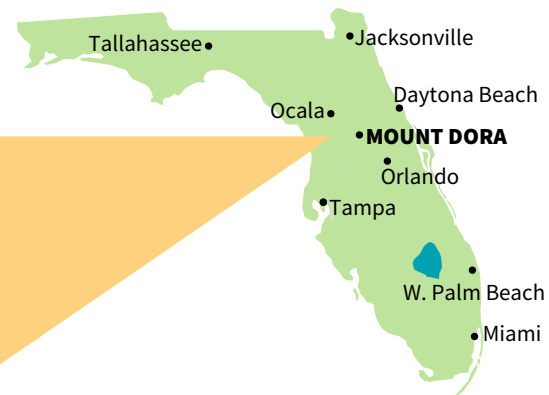 Jacksonville
Tallahassee
Daytona Beach
Ocala
MOUNT DORA
Orlando
Tampa
W. Palm Beach
Miami